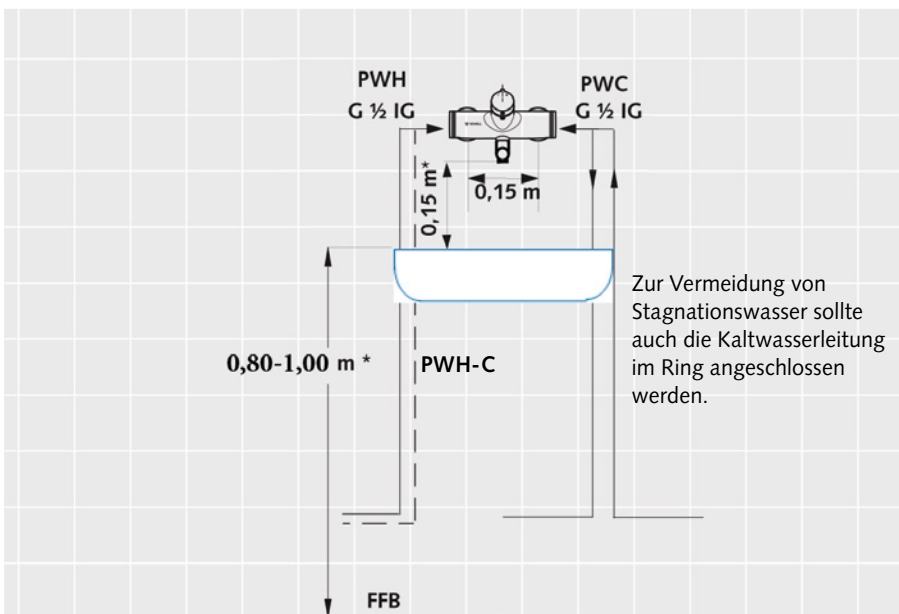 PWH
G ½ IG
PWC
G ½ IG
0,15 m*
0,15 m
Zur Vermeidung von
Stagnationswasser sollte
auch die Kaltwasserleitung
im Ring angeschlossen
werden.
0,80-1,00 m *
PWH-C
FFB